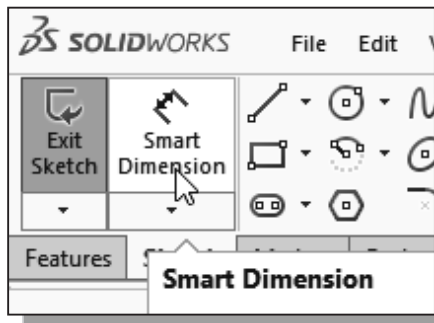 SOLIDWORKS File Edit
Exit Sketch
Smart Dimension
Features
Smart Dimension